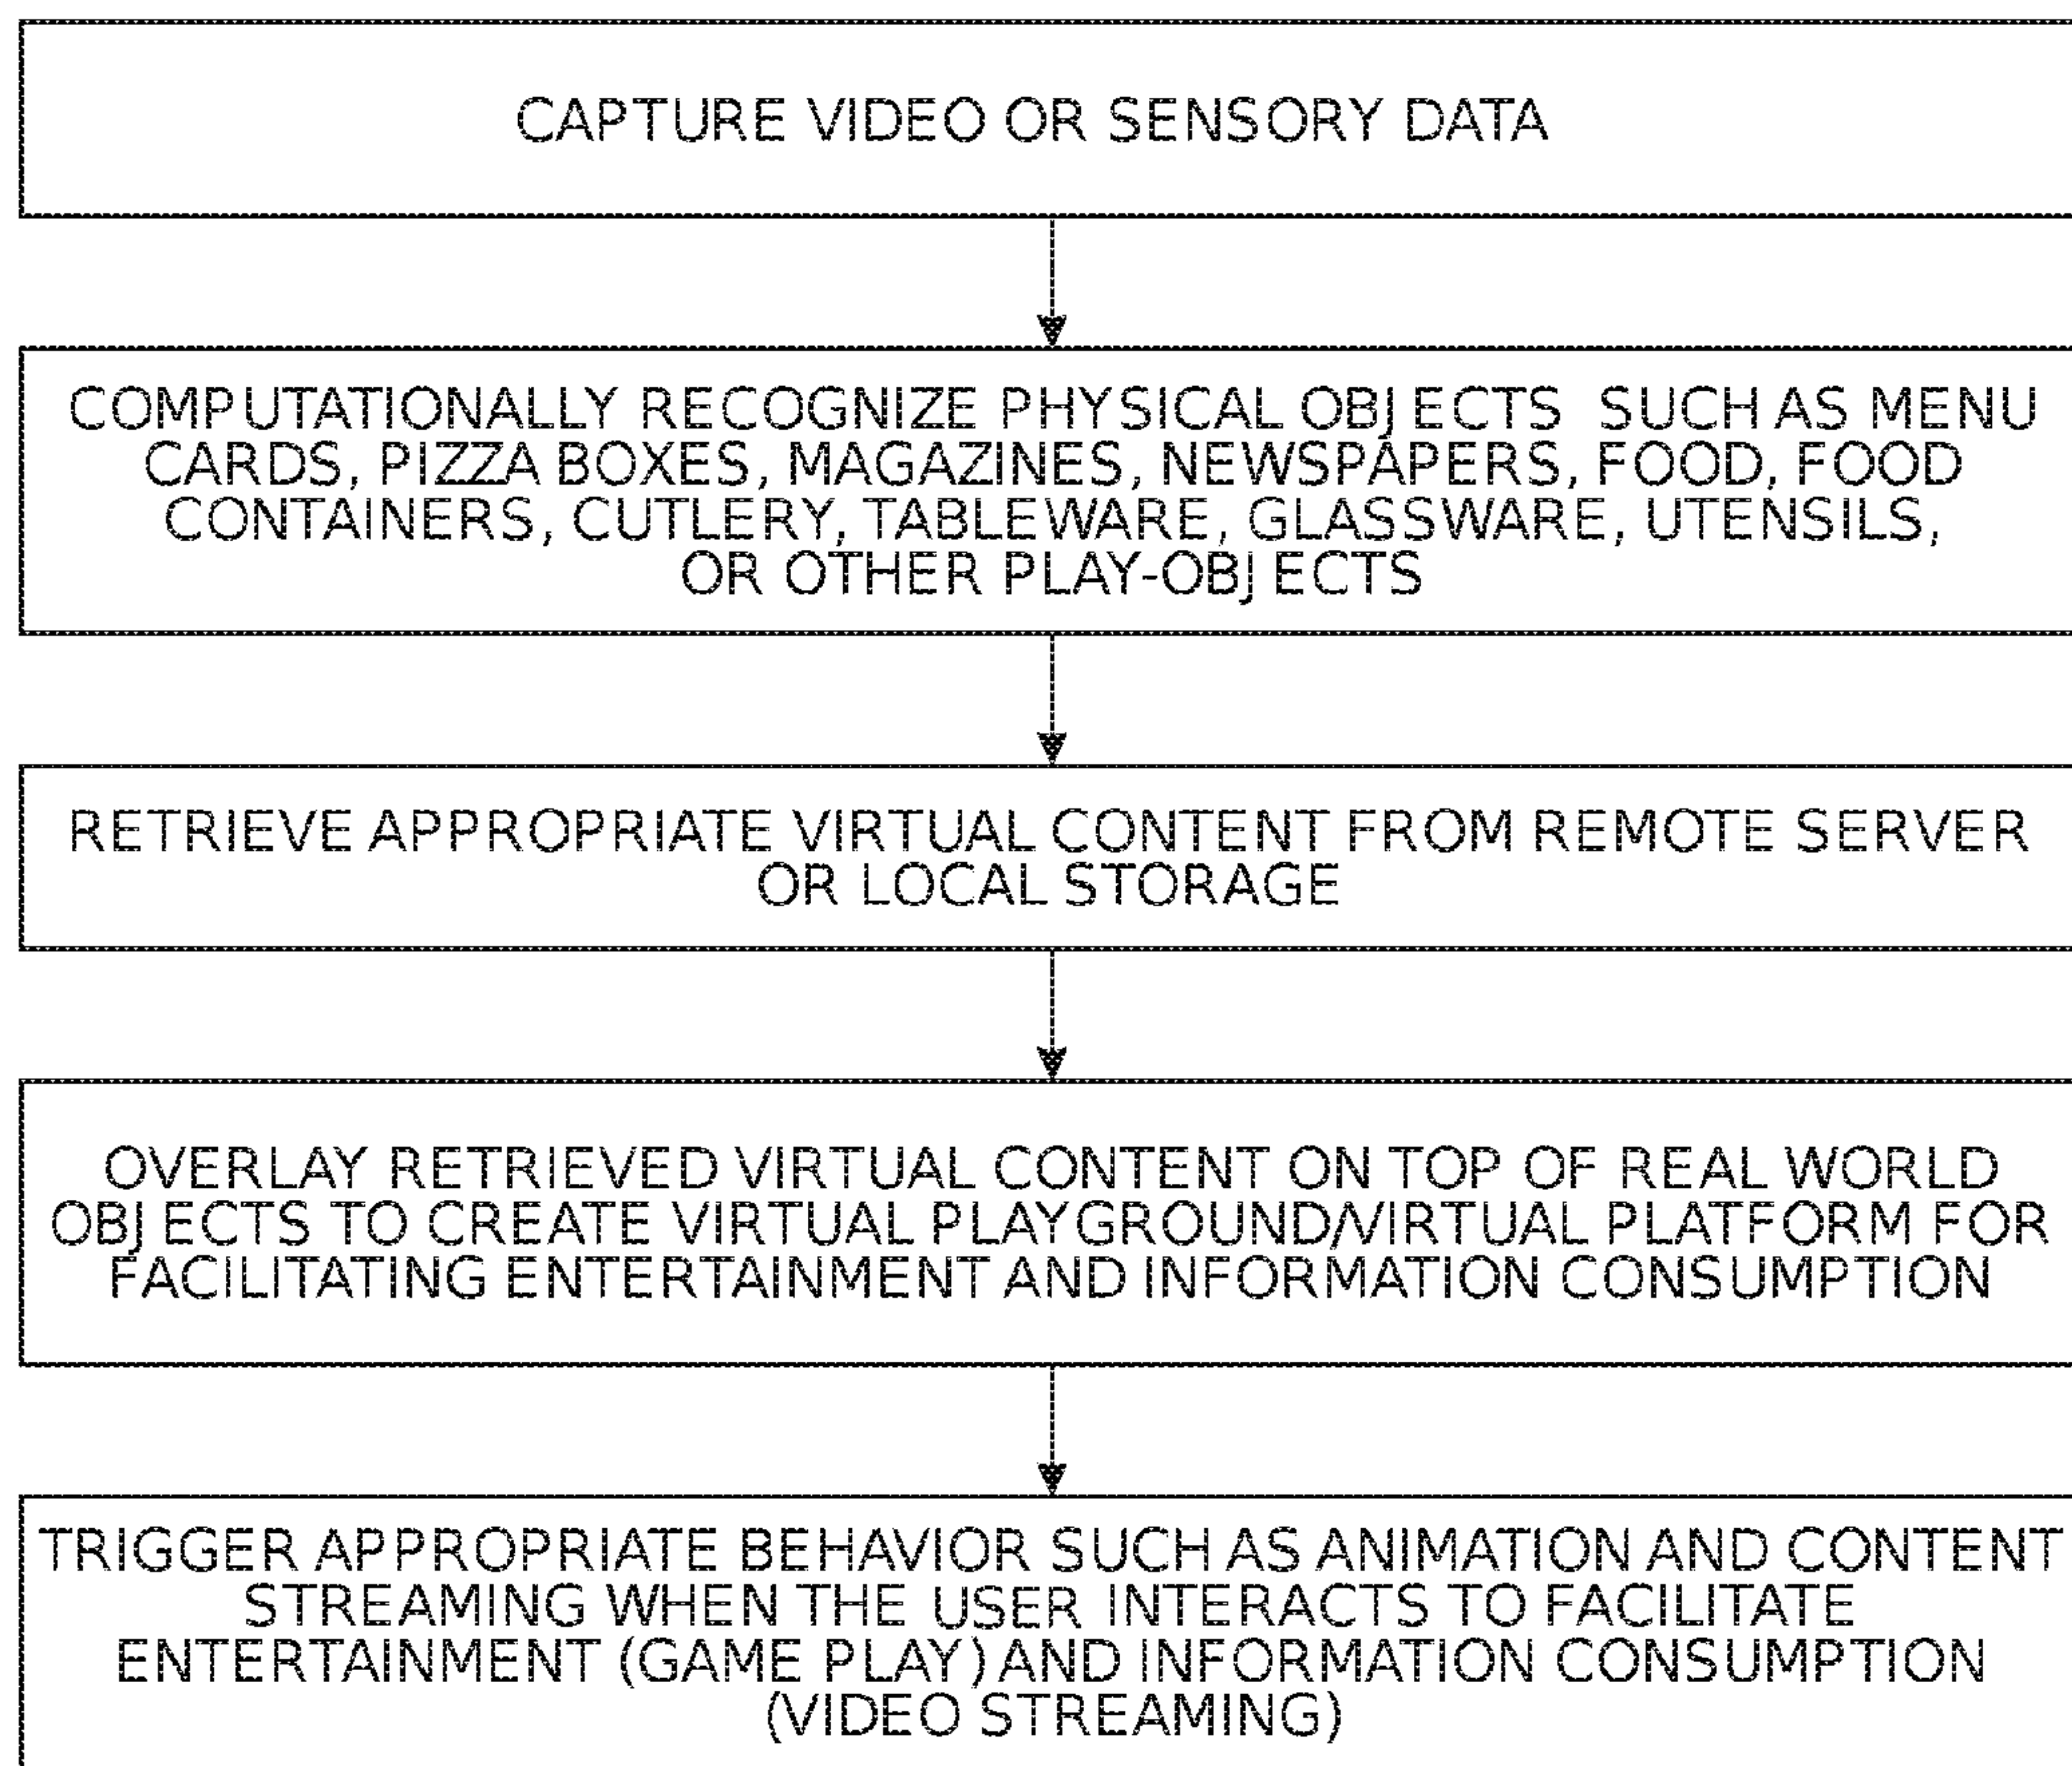 CAPTURE VIDEO OR SENSORY DATA
COMPUTATIONALLY RECOGNIZE PHYSICAL OBJECTS SUCH AS MENU
CARDS, PIZZA BOXES, MAGAZINES, NEWSPAPERS, FOOD, FOOD
CONTAINERS, CUTLERY, TABLEWARE, GLASSWARE, UTENSILS,
OR OTHER PLAY-OBJECTS
RETRIEVE APPROPRIATE VIRTUAL CONTENT FROM REMOTE SERVER
OR LOCAL STORAGE
OVERLAY RETRIEVED VIRTUAL CONTENT ON TOP OF REAL WORLD
OBJECTS TO CREATE VIRTUAL PLAYGROUND/VIRTUAL PLATFORM FOR
FACILITATING ENTERTAINMENT AND INFORMATION CONSUMPTION
TRIGGER APPROPRIATE BEHAVIOR SUCH AS ANIMATION AND CONTENT
STREAMING WHEN THE USER INTERACTS TO FACILITATE
ENTERTAINMENT (GAME PLAY) AND INFORMATION CONSUMPTION
(VIDEO STREAMING)